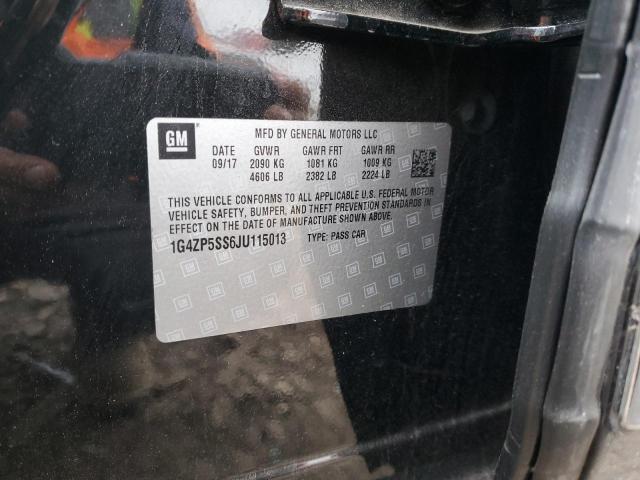 GM
MFD BY GENERAL MOTORS LLC
DATE GVWR GAWR FRT GAWR RR
09/17 2090 KG 1081 KG 1009 KG
4606 LB 2382 LB 2224 LB
THIS VEHICLE CONFORMS TO ALL APPLICABLE U.S. FEDERAL MOTOR
VEHICLE SAFETY, BUMPER, AND THEFT PREVENTION STANDARDS IN
EFFECT ON THE DATE OF MANUFACTURE SHOWN ABOVE.
1G4ZP5SS6JU115013 TYPE: PASS CAR